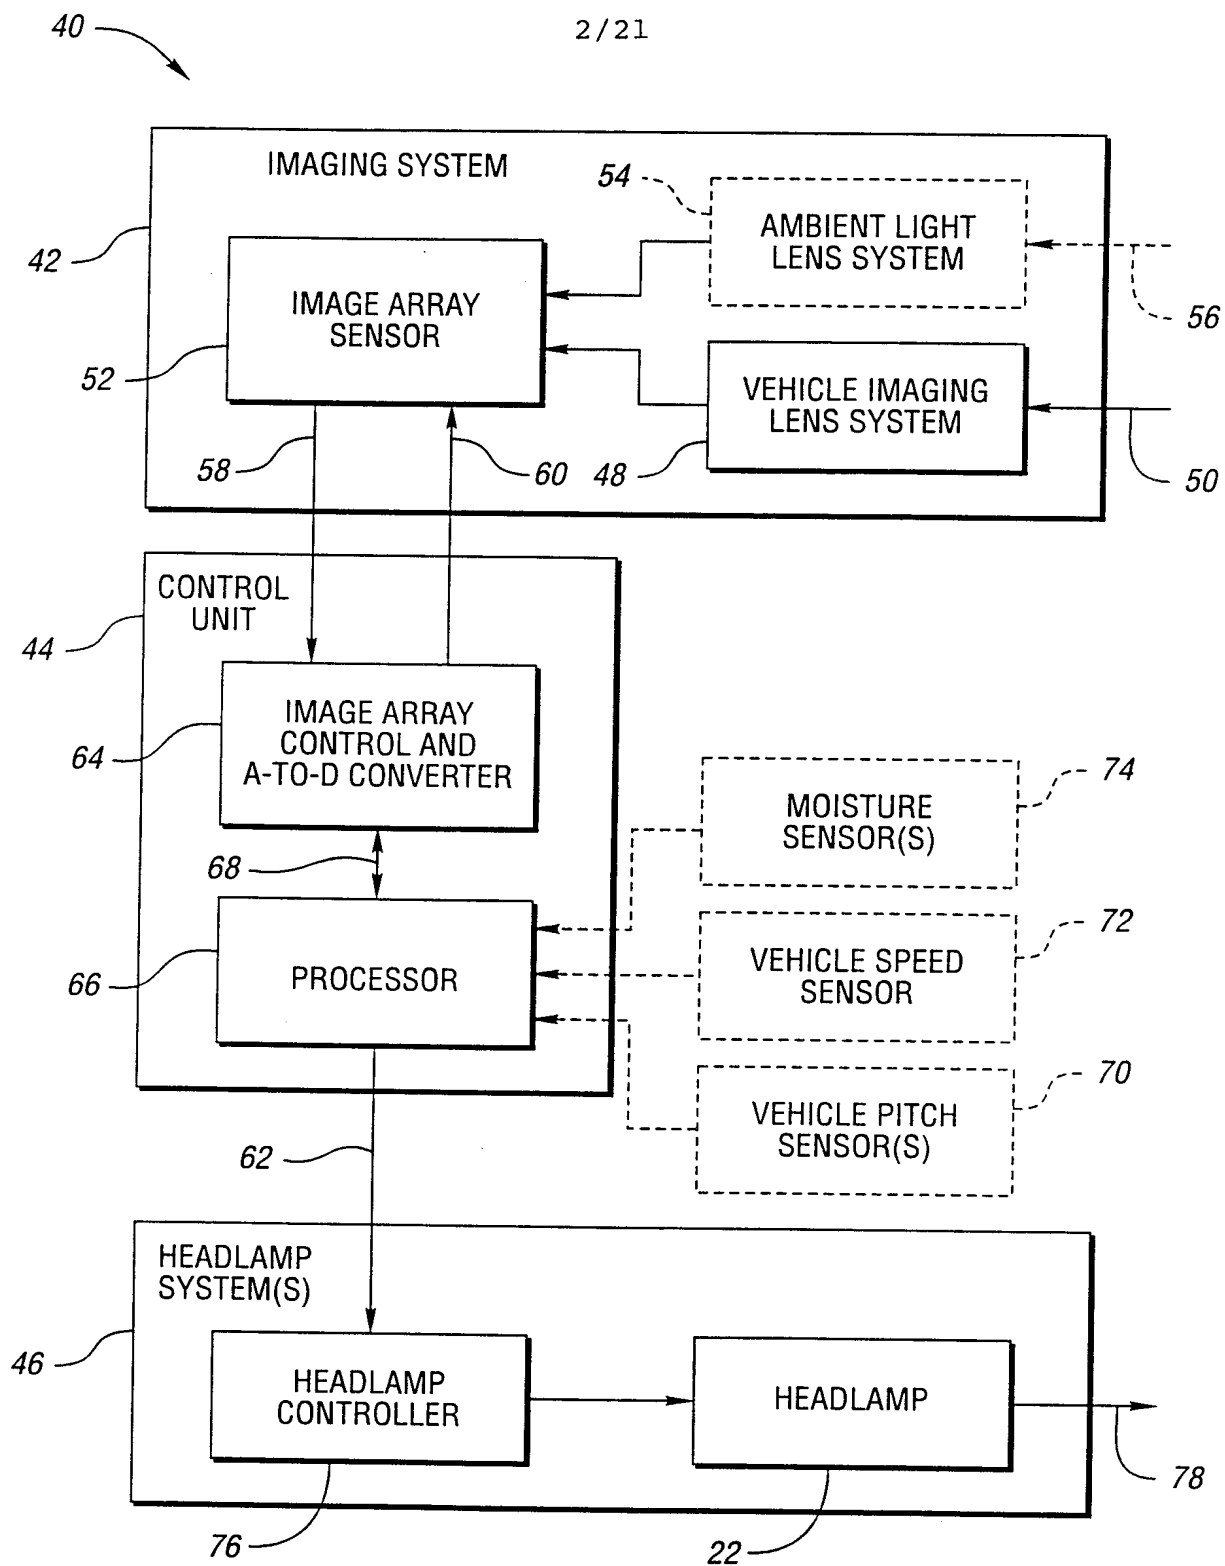 40
2/21
IMAGING SYSTEM
54
AMBIENT LIGHT
LENS SYSTEM
42
IMAGE ARRAY
SENSOR
56
52
VEHICLE IMAGING
LENS SYSTEM
58
60
48
50
CONTROL
UNIT
44
IMAGE ARRAY
CONTROL AND
A-TO-D CONVERTER
64
74
MOISTURE
SENSOR(S)
68
72
VEHICLE SPEED
SENSOR
66
PROCESSOR
70
VEHICLE PITCH
SENSOR(S)
62
HEADLAMP
SYSTEM(S)
46
HEADLAMP
CONTROLLER
HEADLAMP
78
76
22